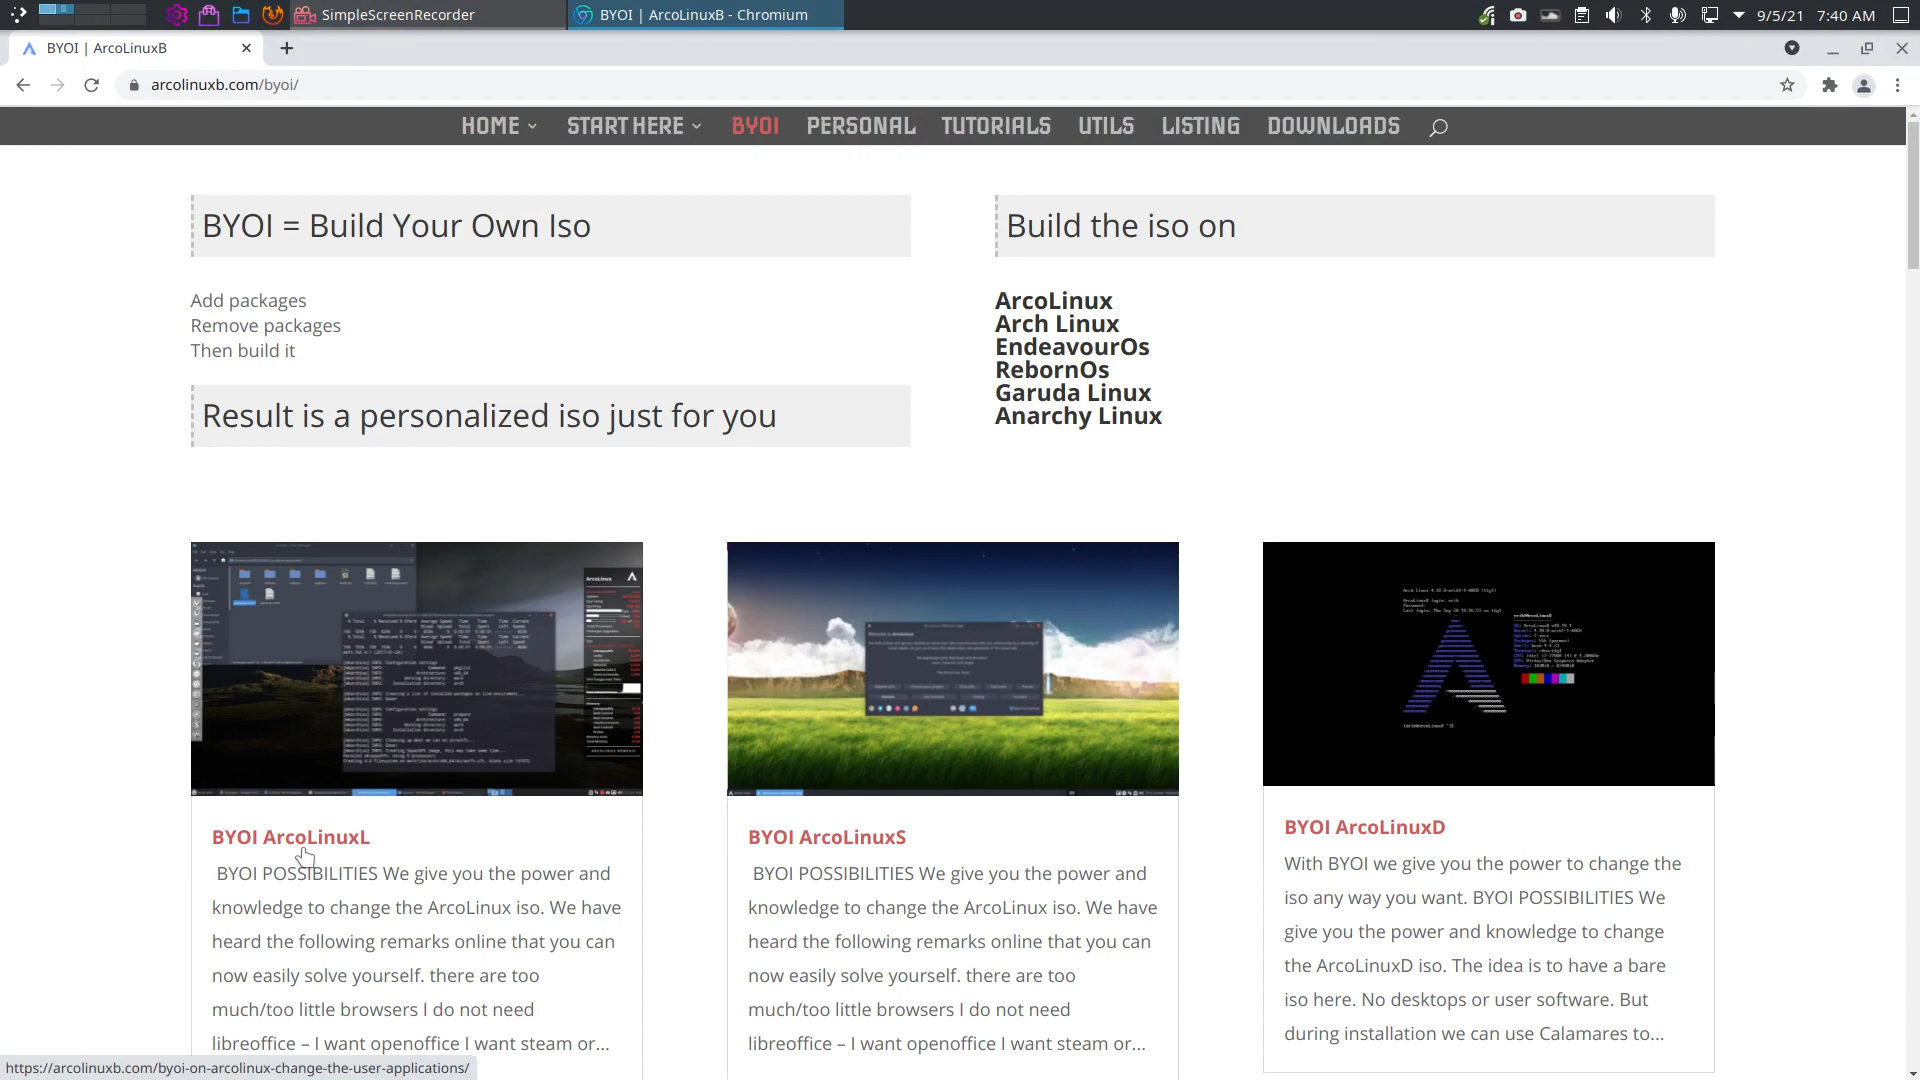 SimpleScreenRecorder
BYOI | ArcoLinuxB - Chromium
9/5/21 7:40 AM
BYOI | ArcoLinuxB
arcolinuxb.com/byoi/
HOME START HERE BYOI PERSONAL TUTORIALS UTILS LISTING DOWNLOADS
BYOI = Build Your Own Iso
Add packages
Remove packages
Then build it
Result is a personalized iso just for you
Build the iso on
ArcoLinux
Arch Linux
EndeavourOs
RebornOs
Garuda Linux
Anarchy Linux
BYOI ArcoLinuxL
BYOI POSSIBILITIES We give you the power and
knowledge to change the ArcoLinux iso. We have
heard the following remarks online that you can
now easily solve yourself. there are too
much/too little browsers I do not need
libreoffice – I want openoffice I want steam or...
BYOI ArcoLinuxS
BYOI POSSIBILITIES We give you the power and
knowledge to change the ArcoLinux iso. We have
heard the following remarks online that you can
now easily solve yourself. there are too
much/too little browsers I do not need
libreoffice – I want openoffice I want steam or...
BYOI ArcoLinuxD
With BYOI we give you the power to change the
iso any way you want. BYOI POSSIBILITIES We
give you the power and knowledge to change
the ArcoLinuxD iso. The idea is to have a bare
iso here. No desktops or user software. But
during installation we can use Calamares to...
https://arcolinuxb.com/byoi-on-arcolinux-change-the-user-applications/